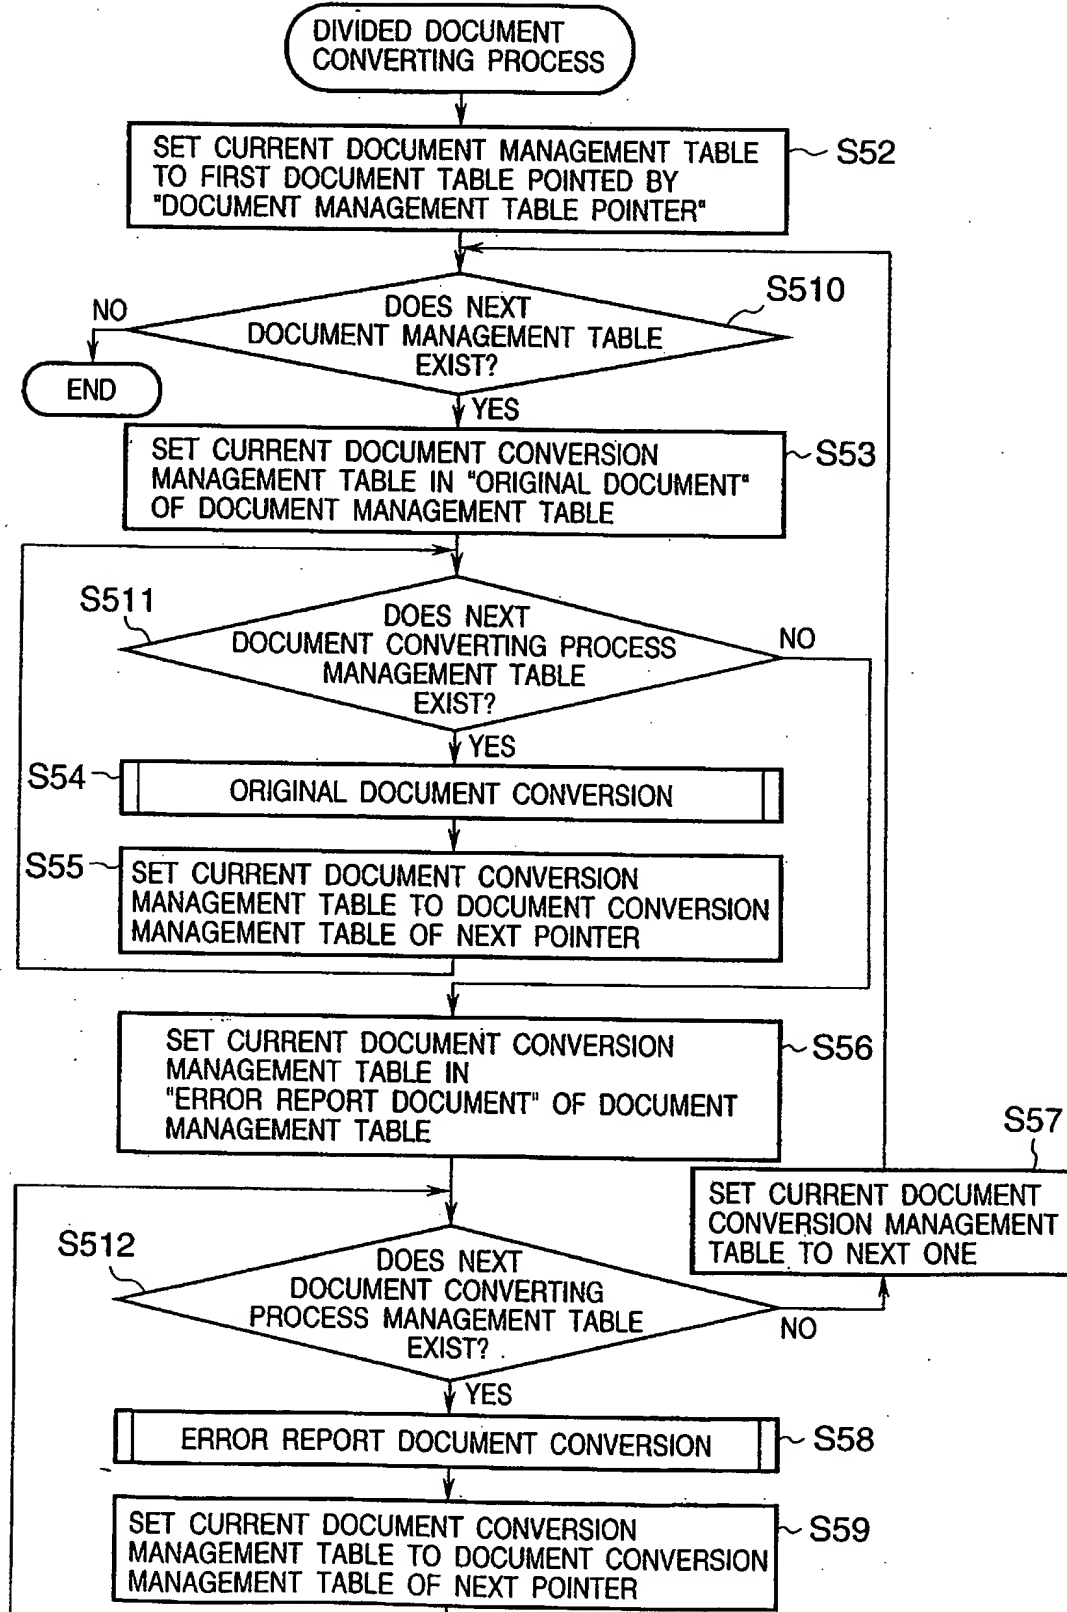 DIVIDED DOCUMENT
CONVERTING PROCESS
SET CURRENT DOCUMENT MANAGEMENT TABLE
TO FIRST DOCUMENT TABLE POINTED BY
"DOCUMENT MANAGEMENT TABLE POINTER"
S52
DOES NEXT
DOCUMENT MANAGEMENT TABLE
EXIST?
S510
NO
END
YES
SET CURRENT DOCUMENT CONVERSION
MANAGEMENT TABLE IN "ORIGINAL DOCUMENT"
OF DOCUMENT MANAGEMENT TABLE
S53
S511
DOES NEXT
DOCUMENT CONVERTING PROCESS
MANAGEMENT TABLE
EXIST?
NO
YES
S54
ORIGINAL DOCUMENT CONVERSION
S55
SET CURRENT DOCUMENT CONVERSION
MANAGEMENT TABLE TO DOCUMENT CONVERSION
MANAGEMENT TABLE OF NEXT POINTER
SET CURRENT DOCUMENT CONVERSION
MANAGEMENT TABLE IN
"ERROR REPORT DOCUMENT" OF DOCUMENT
MANAGEMENT TABLE
S56
S57
SET CURRENT DOCUMENT
CONVERSION MANAGEMENT
TABLE TO NEXT ONE
S512
DOES NEXT
DOCUMENT CONVERTING
PROCESS MANAGEMENT TABLE
EXIST?
NO
YES
ERROR REPORT DOCUMENT CONVERSION
S58
SET CURRENT DOCUMENT CONVERSION
MANAGEMENT TABLE TO DOCUMENT CONVERSION
MANAGEMENT TABLE OF NEXT POINTER
S59